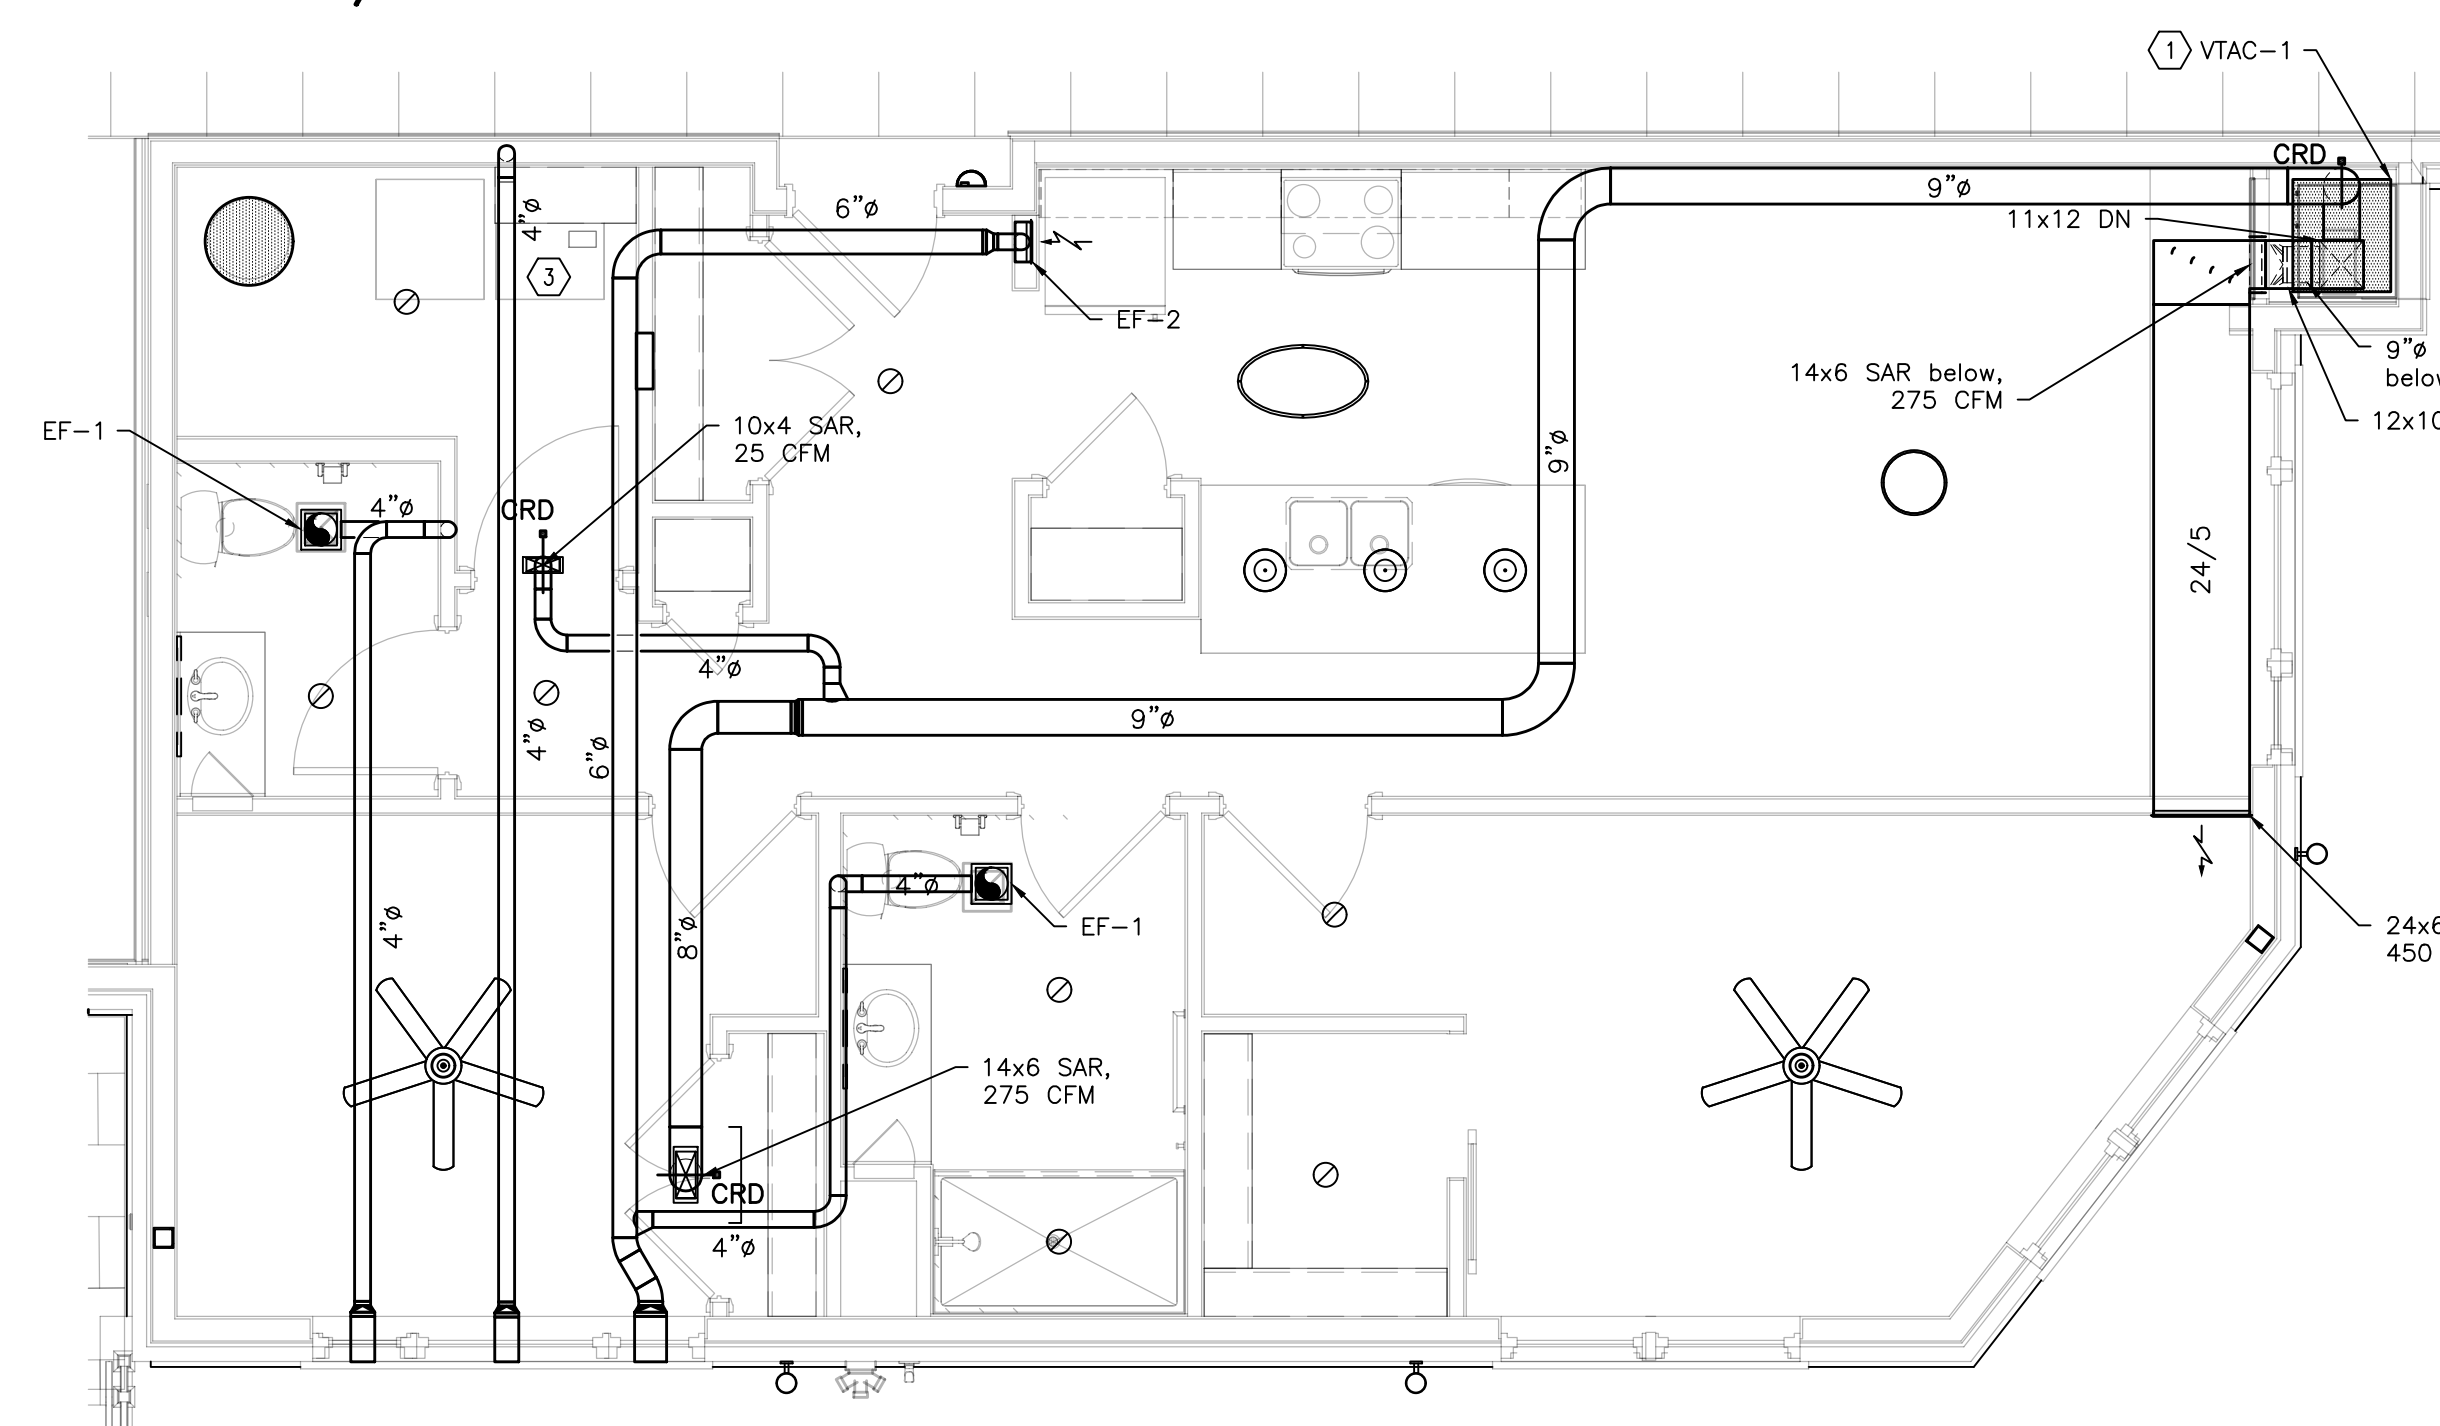 1 VTAC-1
CRD
6"ø
4"ø
9"ø
11x12 DN
3
EF-2
9"ø
14x6 SAR below,
275 CFM
12x10
EF-1
10x4 SAR,
25 CFM
9"ø
4"ø
CRD
24/5
4"ø
9"ø
4"ø
6"ø
4"ø
EF-1
4"ø
8"ø
24x6
450
14x6 SAR,
275 CFM
CRD
4"ø